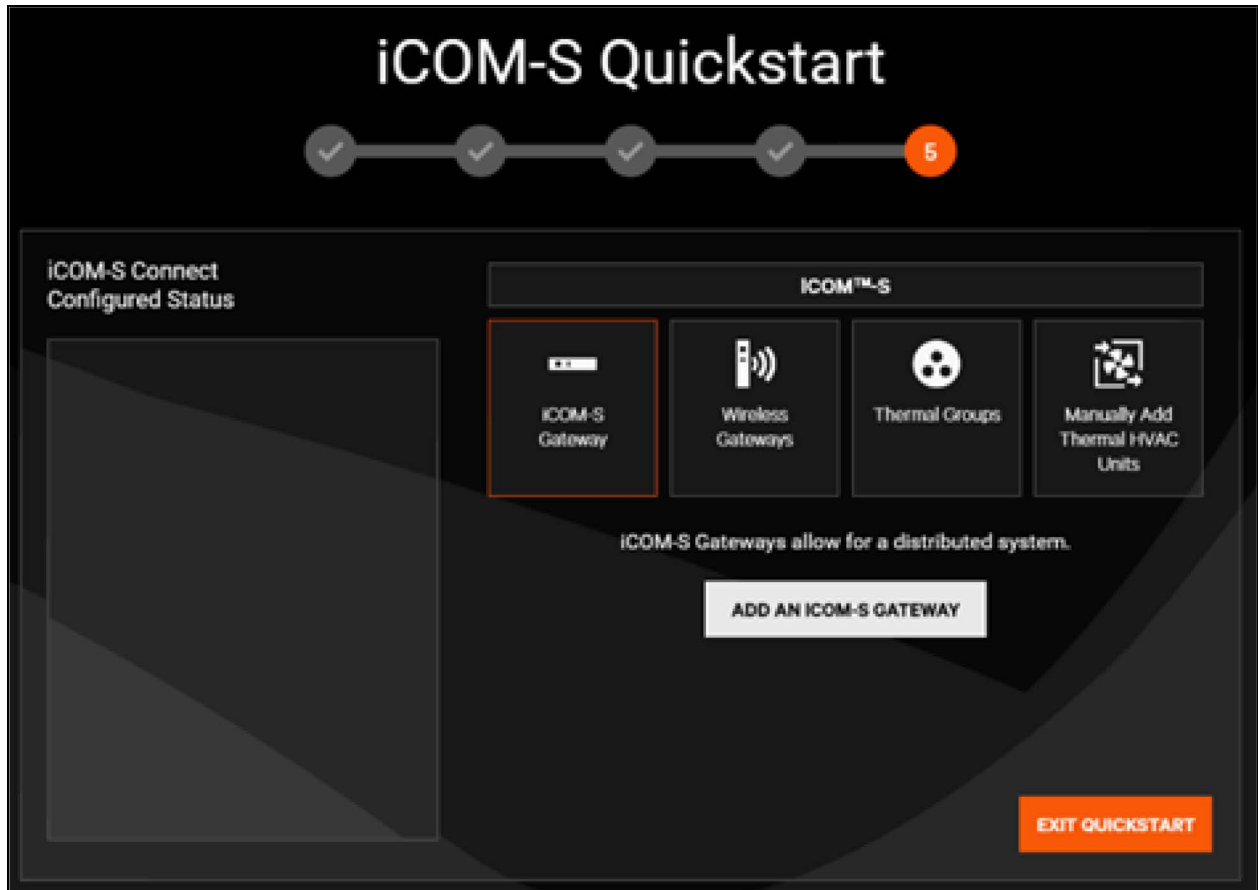 iCOM-S Quickstart
5
iCOM-S Connect
Configured Status
ICOM™-S
iCOM-S
Gateway
Wireless
Gateways
Thermal Groups
Manually Add
Thermal HVAC
Units
iCOM-S Gateways allow for a distributed system.
ADD AN ICOM-S GATEWAY
EXIT QUICKSTART